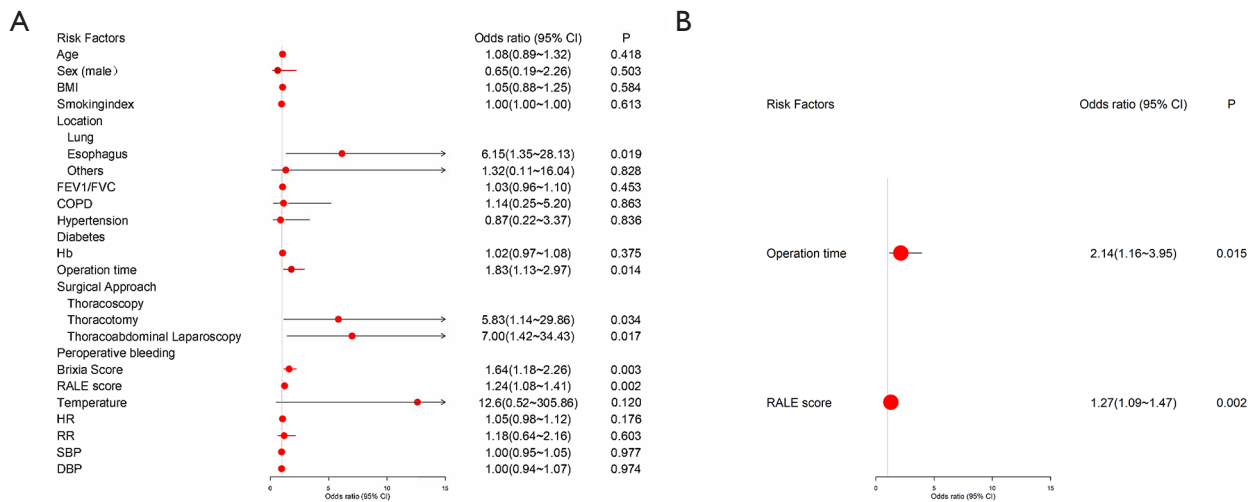 A
Risk Factors Odds ratio (95% CI) P
Age 1.08(0.89~1.32) 0.418
Sex (male） 0.65(0.19~2.26) 0.503
BMI 1.05(0.88~1.25) 0.584
Smokingindex 1.00(1.00~1.00) 0.613
Location
Lung
Esophagus 6.15(1.35~28.13) 0.019
Others 1.32(0.11~16.04) 0.828
FEV1/FVC 1.03(0.96~1.10) 0.453
COPD 1.14(0.25~5.20) 0.863
Hypertension 0.87(0.22~3.37) 0.836
Diabetes
Hb 1.02(0.97~1.08) 0.375
Operation time 1.83(1.13~2.97) 0.014
Surgical Approach
Thoracoscopy
Thoracotomy 5.83(1.14~29.86) 0.034
Thoracoabdominal Laparoscopy 7.00(1.42~34.43) 0.017
Peroperative bleeding
Brixia Score 1.64(1.18~2.26) 0.003
RALE score 1.24(1.08~1.41) 0.002
Temperature 12.6(0.52~305.86) 0.120
HR 1.05(0.98~1.12) 0.176
RR 1.18(0.64~2.16) 0.603
SBP 1.00(0.95~1.05) 0.977
DBP 1.00(0.94~1.07) 0.974
0 5 10 15
Odds ratio (95% CI)
B
Risk Factors Odds ratio (95% CI) P
Operation time 2.14(1.16~3.95) 0.015
RALE score 1.27(1.09~1.47) 0.002
0 5 10 15
Odds ratio (95% CI)